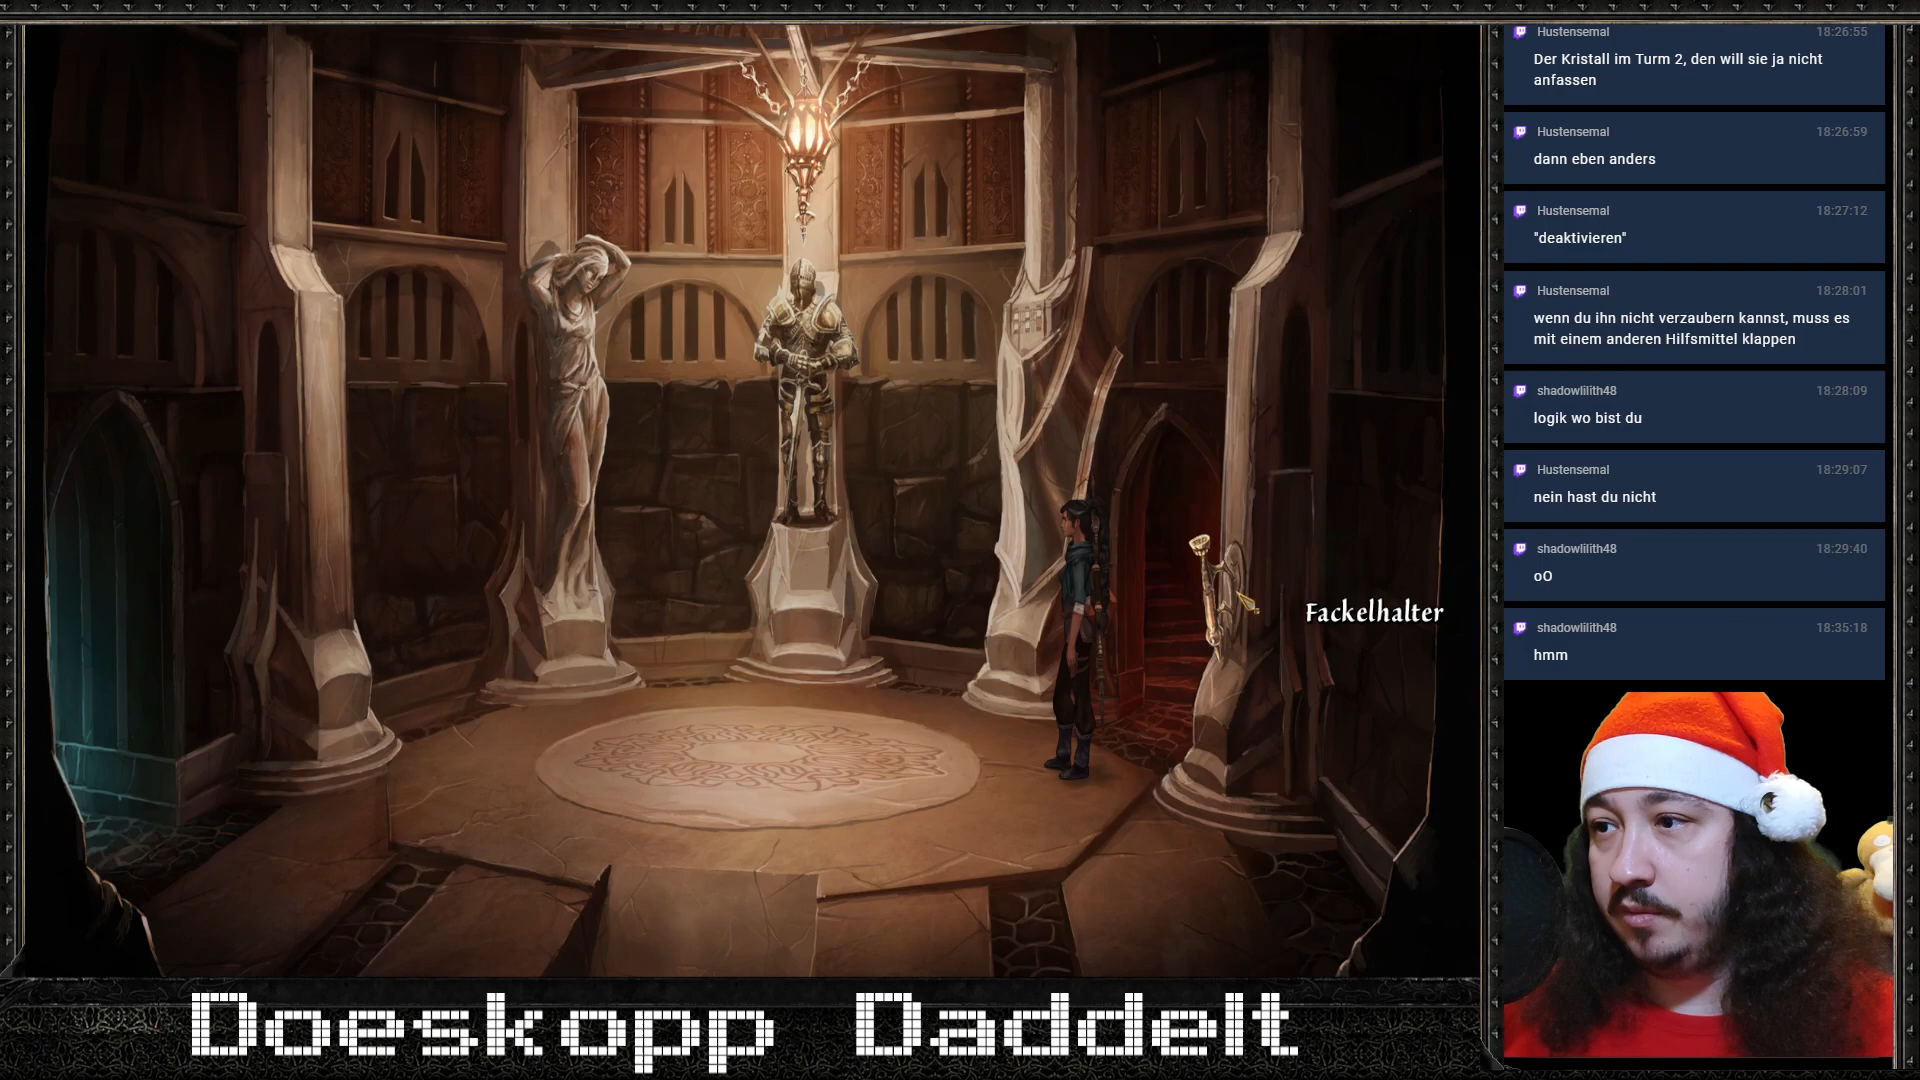 Hustensemal 18:26:55
Der Kristall im Turm 2, den will sie ja nicht
anfassen
Hustensemal 18:26:59
dann eben anders
Hustensemal 18:27:12
"deaktivieren"
Hustensemal 18:28:01
wenn du ihn nicht verzaubern kannst, muss es
mit einem anderen Hilfsmittel klappen
shadowlilith48 18:28:09
logik wo bist du
Hustensemal 18:29:07
nein hast du nicht
shadowlilith48 18:29:40
oO
shadowlilith48 18:35:18
hmm
Fackelhalter
Doeskopp Daddelt